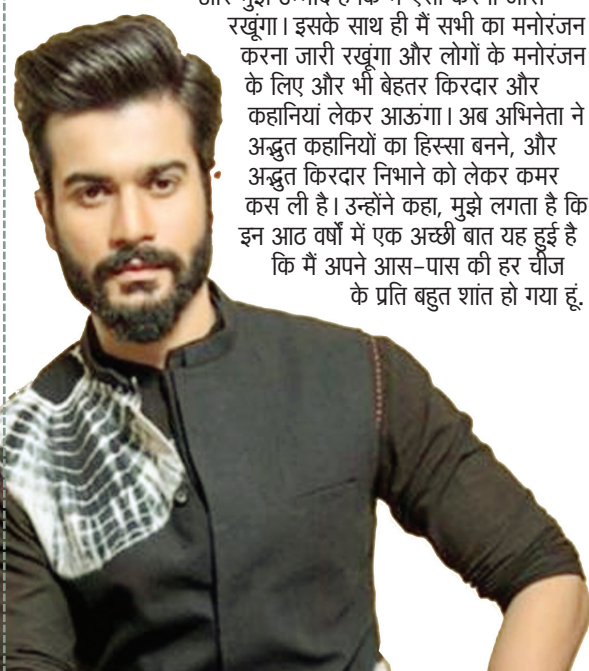 रखूंगा। इसके साथ ही मैं सभी का मनोरंजन
करना जारी रखूंगा और लोगों के मनोरंजन
के लिए और भी बेहतर किरदार और
कहानियां लेकर आऊंगा। अब अभिनेता ने
अद्भुत कहानियों का हिस्सा बनने, और
अद्भुत किरदार निभाने को लेकर कमर
कस ली है। उन्होंने कहा, मुझे लगता है कि
इन आठ वर्षों में एक अच्छी बात यह हुई है
कि मैं अपने आस-पास की हर चीज
के प्रति बहुत शांत हो गया हूं.